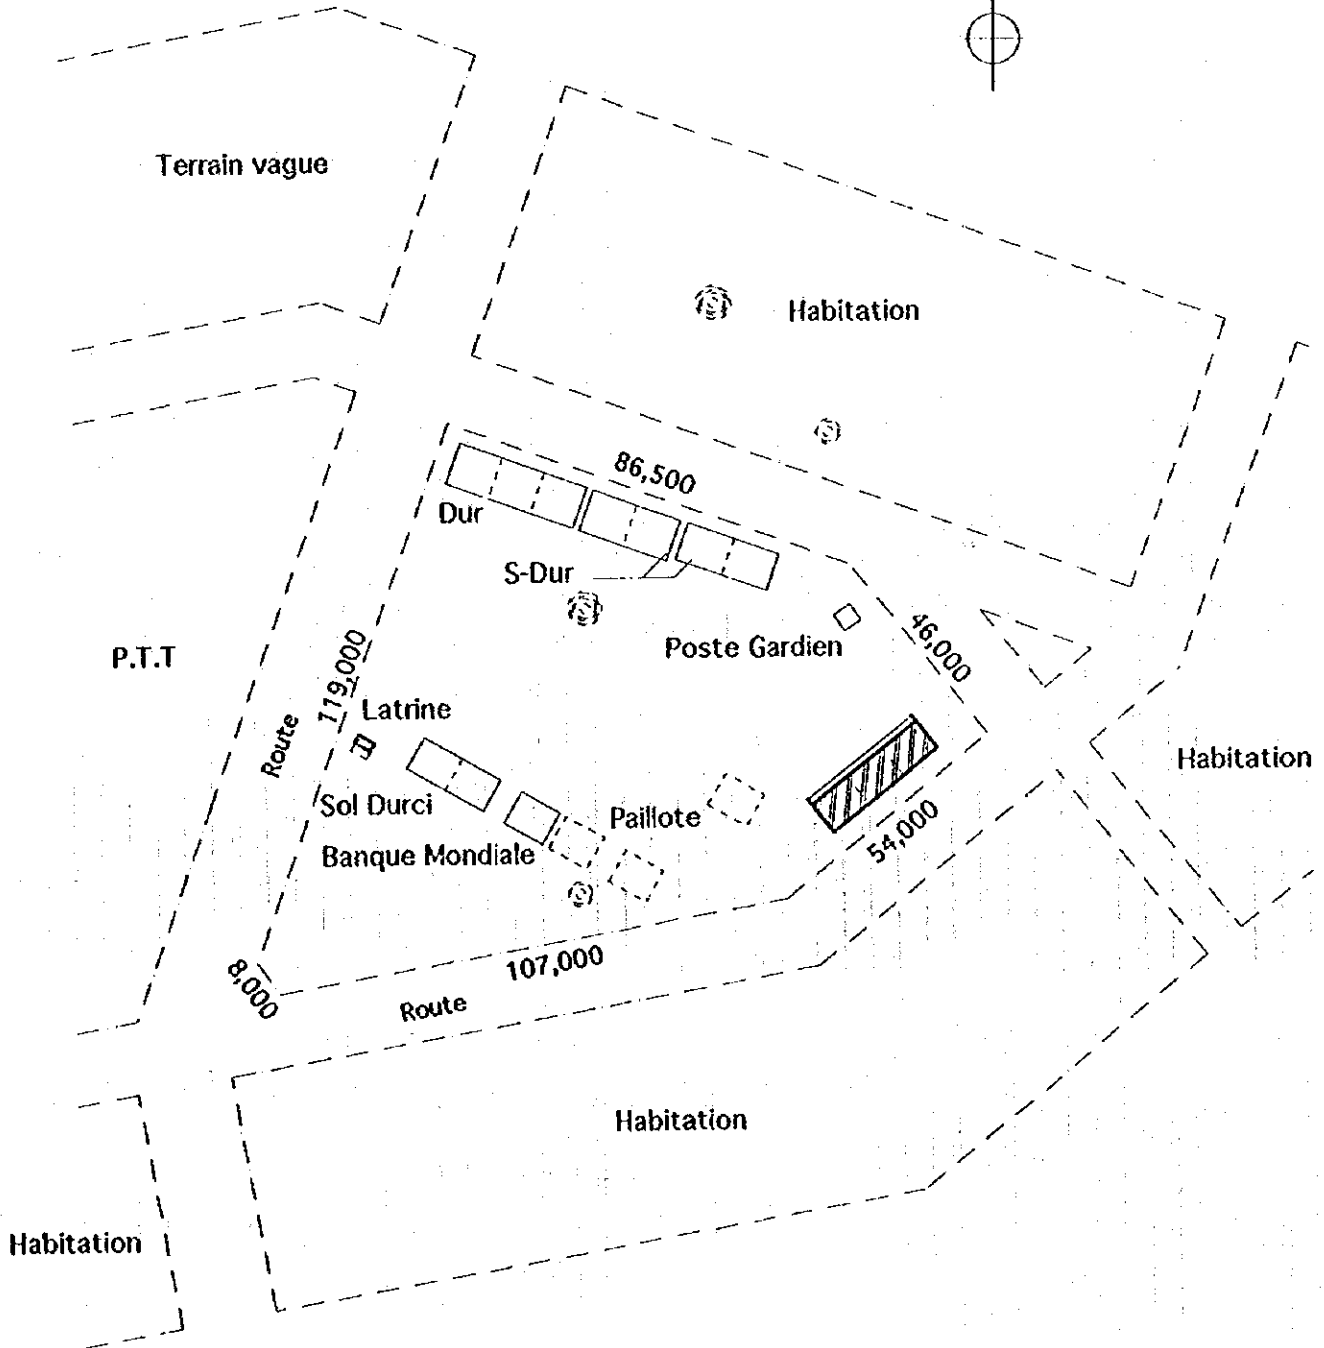 Terrain vague
Habitation
86,500
Dur
S-Dur
46,000
Poste Gardien
P.T.T
119,000
Route
Latrine
Habitation
Sol Durci
Paillote
54,000
Banque Mondiale
107,000
8,000
Route
Habitation
Habitation